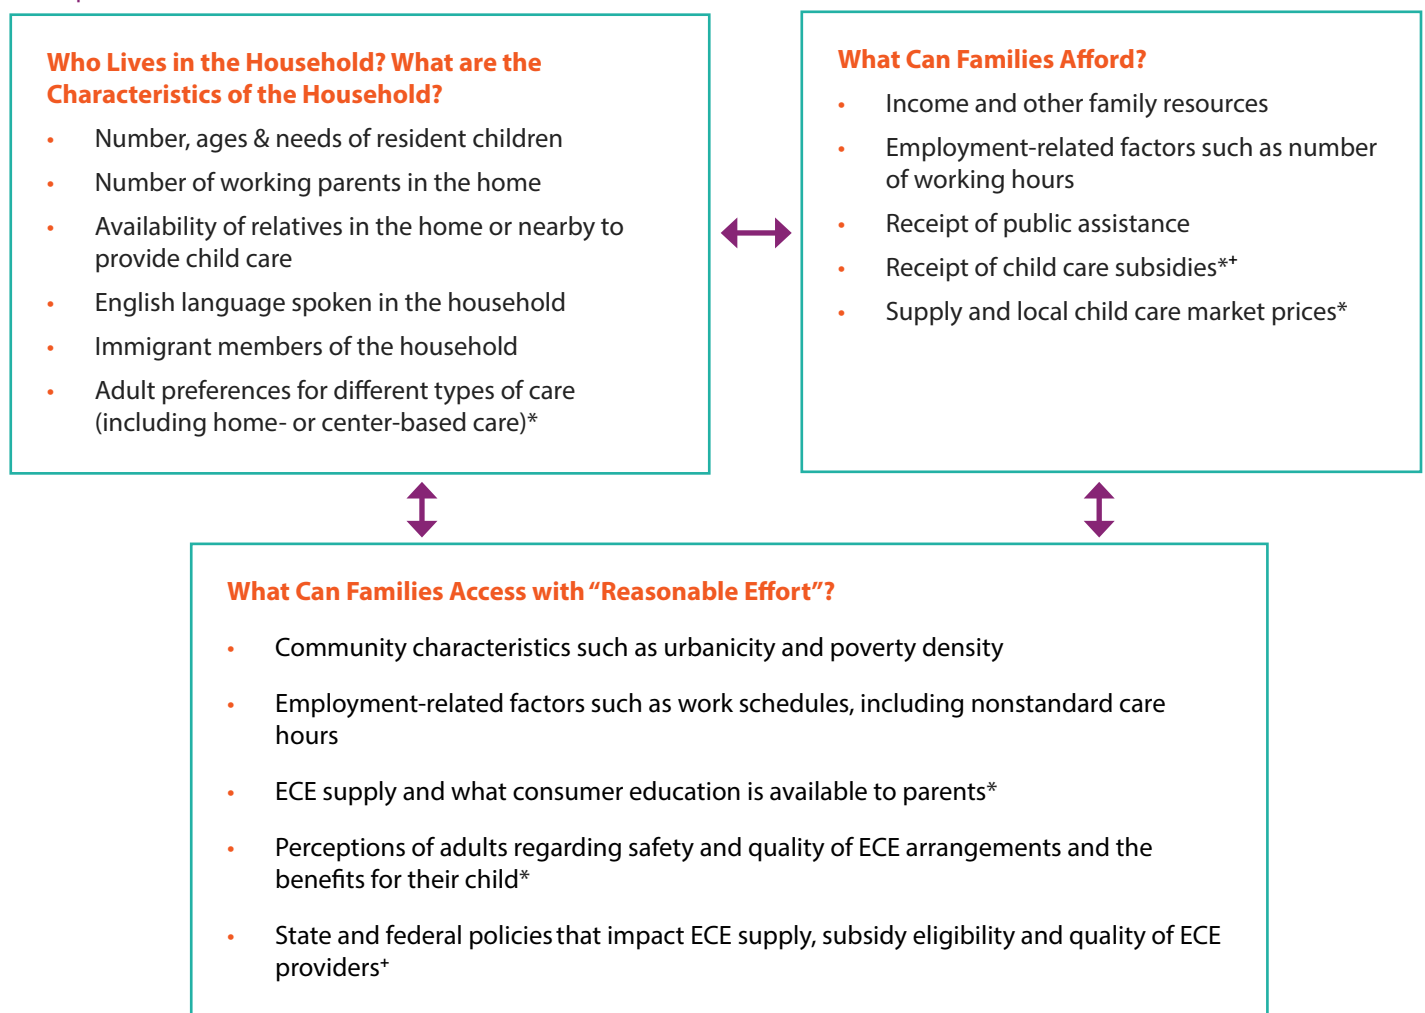 Who Lives in the Household? What are the
Characteristics of the Household?
• Number, ages & needs of resident children
• Number of working parents in the home
• Availability of relatives in the home or nearby to
provide child care
• English language spoken in the household
• Immigrant members of the household
• Adult preferences for different types of care
(including home- or center-based care)*
What Can Families Afford?
• Income and other family resources
• Employment-related factors such as number
of working hours
• Receipt of public assistance
• Receipt of child care subsidies*⁺
• Supply and local child care market prices*
What Can Families Access with “Reasonable Effort”?
• Community characteristics such as urbanicity and poverty density
• Employment-related factors such as work schedules, including nonstandard care
hours
• ECE supply and what consumer education is available to parents*
• Perceptions of adults regarding safety and quality of ECE arrangements and the
benefits for their child*
• State and federal policies that impact ECE supply, subsidy eligibility and quality of ECE
providers⁺